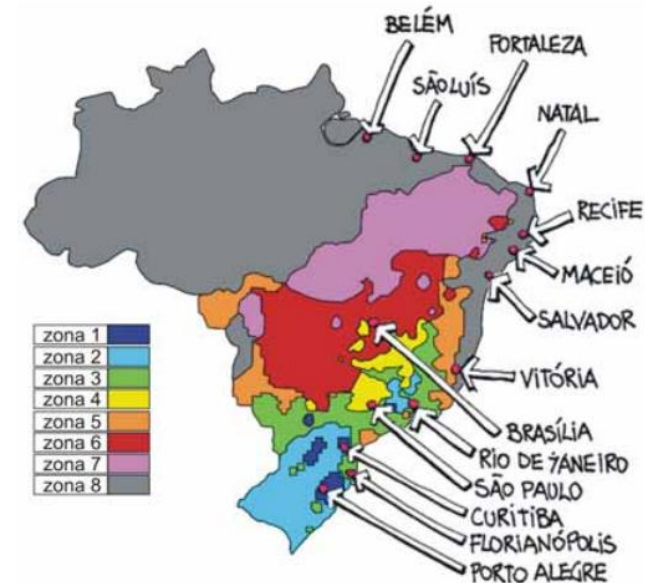 BELÉM
FORTALEZA
SÃO LUÍS
NATAL
RECIFE
MACEIÓ
SALVADOR
VITÓRIA
BRASÍLIA
RIO DE JANEIRO
SÃO PAULO
CURITIBA
FLORIANÓPOLIS
PORTO ALEGRE
zona 1
zona 2
zona 3
zona 4
zona 5
zona 6
zona 7
zona 8